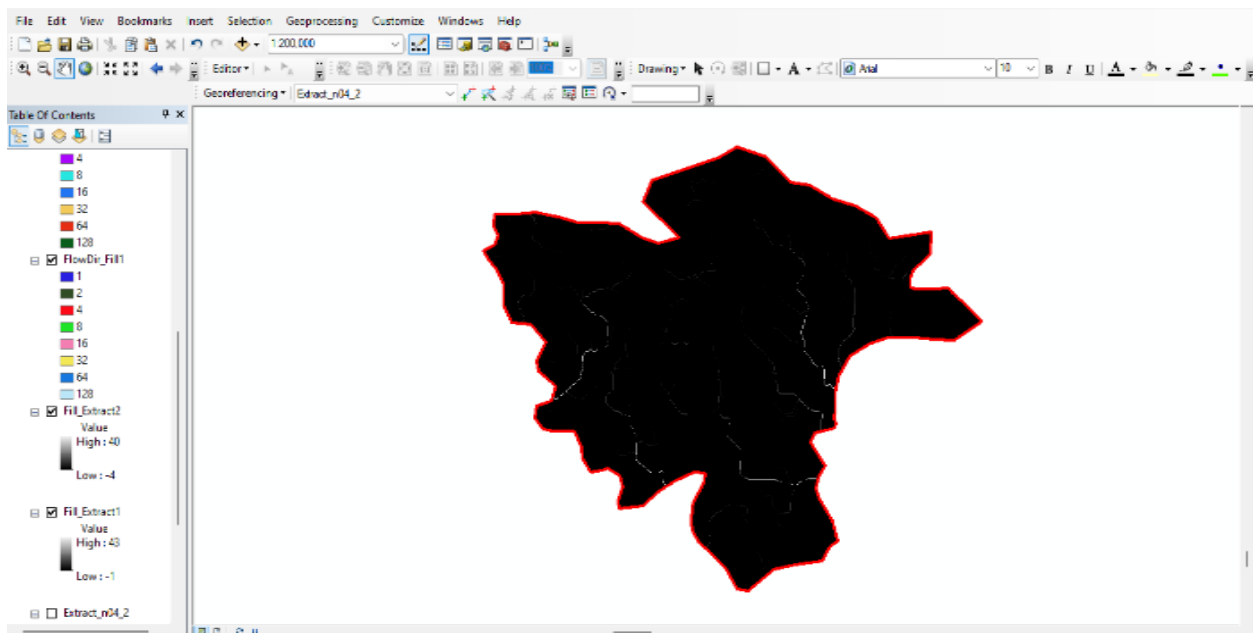 File Edit View Bookmarks Insert Selection Geoprocessing Customize Windows Help
1:200,000
Editor Drawing Arial 10 B I U A
Georeferencing Extract_n04_2
Table Of Contents
4
8
16
32
64
128
FlowDir_Fill1
1
2
4
8
16
32
64
128
Fill_Extract2
Value
High : 40
Low : -4
Fill_Extract1
Value
High : 43
Low : -1
Extract_n04_2